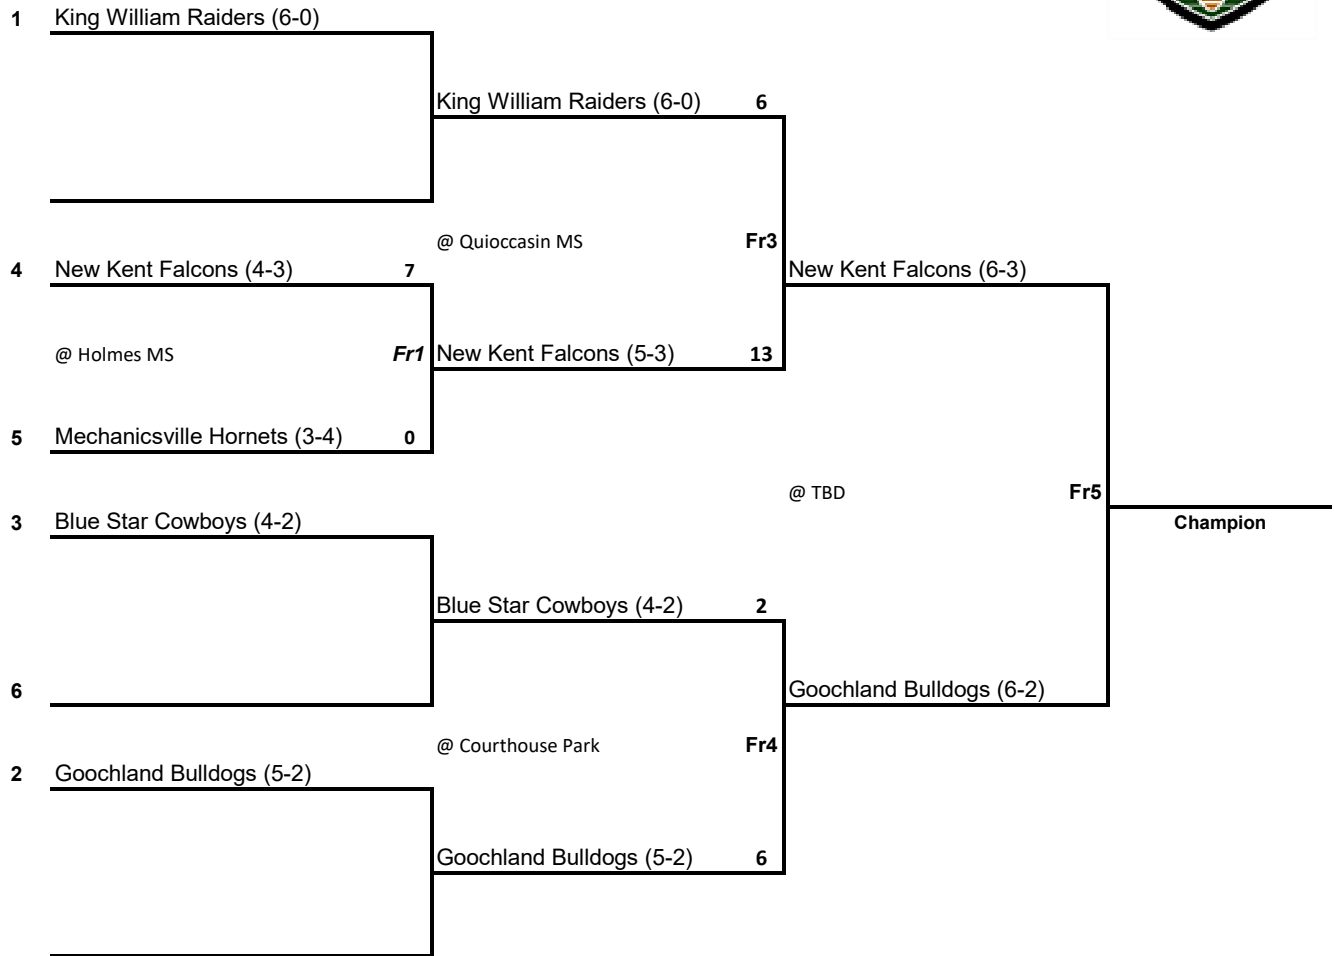 1 King William Raiders (6-0)
King William Raiders (6-0) 6
@ Quioccasin MS Fr3
4 New Kent Falcons (4-3) 7
New Kent Falcons (6-3)
@ Holmes MS Fr1
New Kent Falcons (5-3) 13
5 Mechanicsville Hornets (3-4) 0
@ TBD Fr5
3 Blue Star Cowboys (4-2)
Champion
Blue Star Cowboys (4-2) 2
6
Goochland Bulldogs (6-2)
@ Courthouse Park Fr4
2 Goochland Bulldogs (5-2)
Goochland Bulldogs (5-2) 6